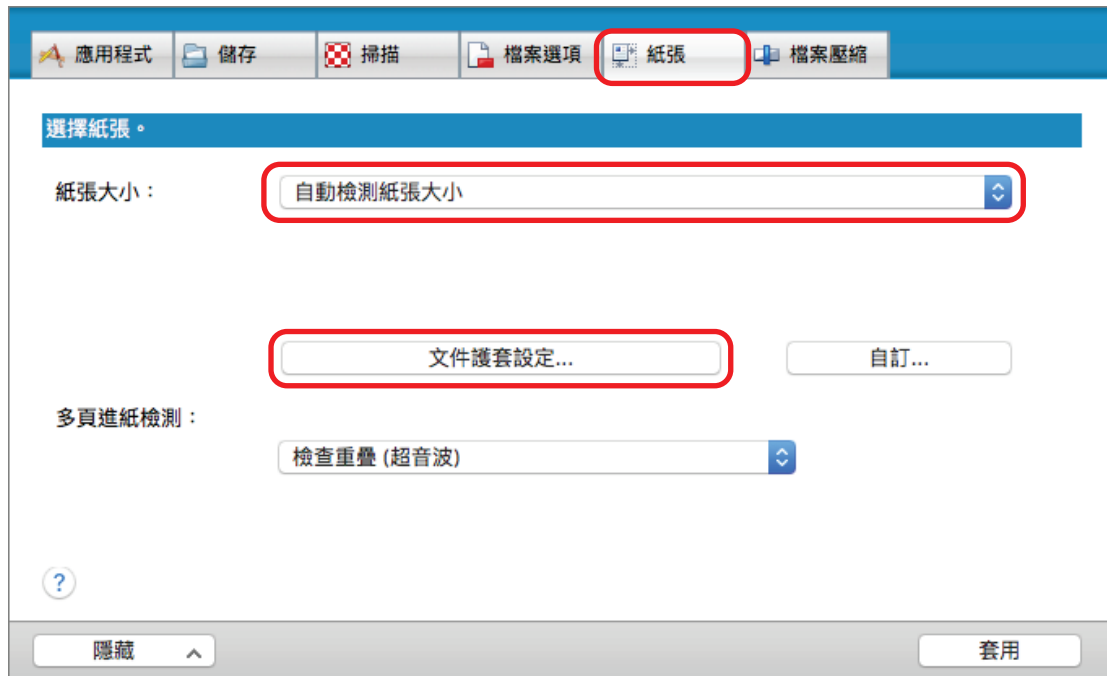 應用程式
儲存
掃描
檔案選項
紙張
檔案壓縮
選擇紙張。
紙張大小：
自動檢測紙張大小
文件護套設定...
自訂...
多頁進紙檢測：
檢查重疊 (超音波)
?
隱藏
套用